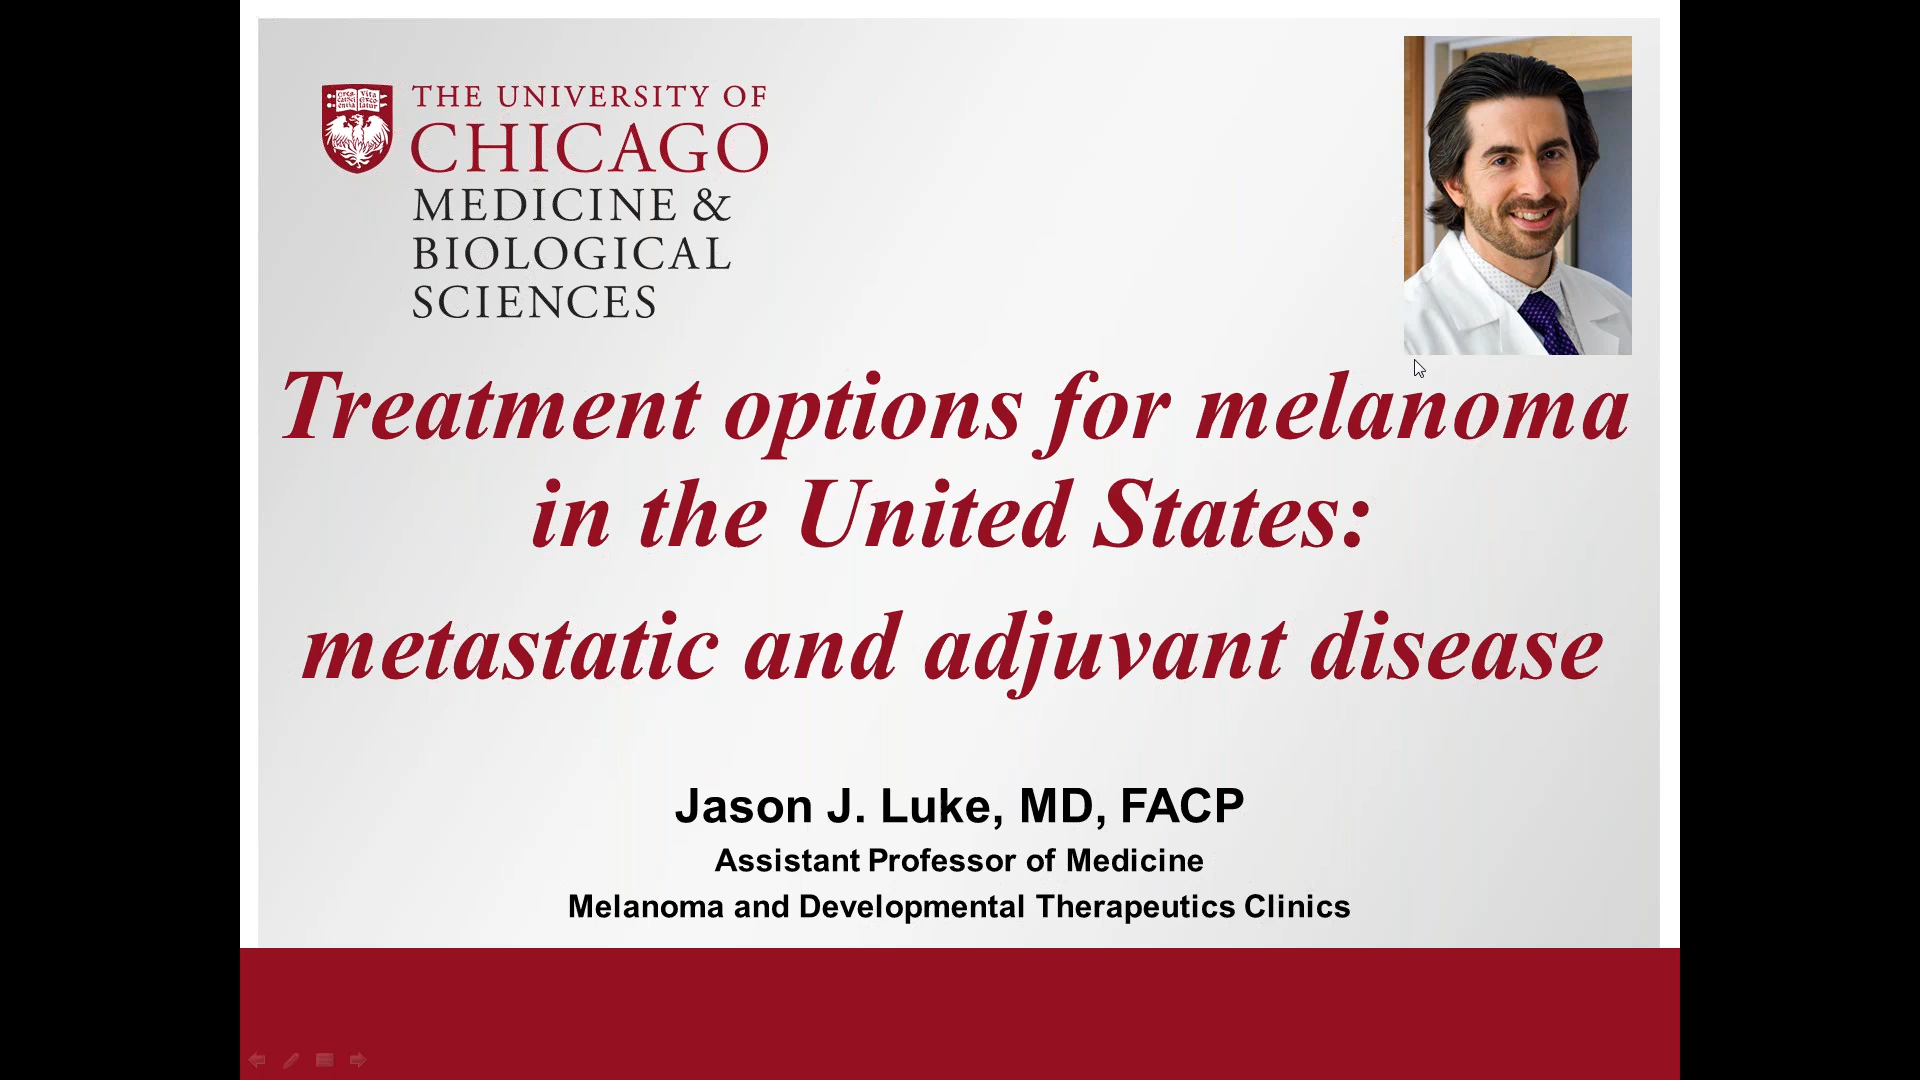 THE UNIVERSITY OF
CHICAGO
MEDICINE &
BIOLOGICAL
SCIENCES
Treatment options for melanoma
in the United States:
metastatic and adjuvant disease
Jason J. Luke, MD, FACP
Assistant Professor of Medicine
Melanoma and Developmental Therapeutics Clinics